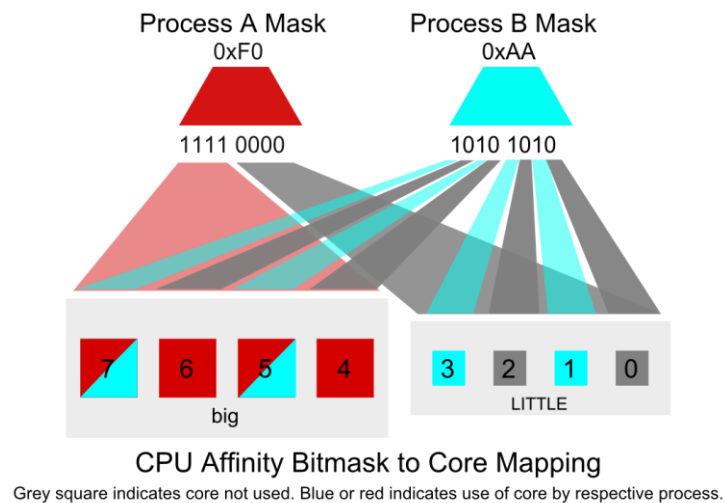 Process A Mask
0xF0
Process B Mask
0xAA
1111 0000
1010 1010
7
6
5
4
big
3
2
1
0
LITTLE
CPU Affinity Bitmask to Core Mapping
Grey square indicates core not used. Blue or red indicates use of core by respective process.